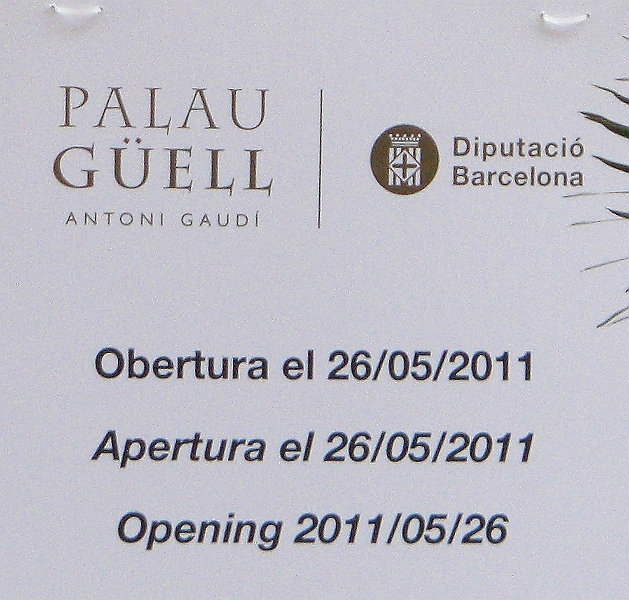 PALAU
GÜELL
ANTONI GAUDÍ
Diputació
Barcelona
Obertura el 26/05/2011
Apertura el 26/05/2011
Opening 2011/05/26